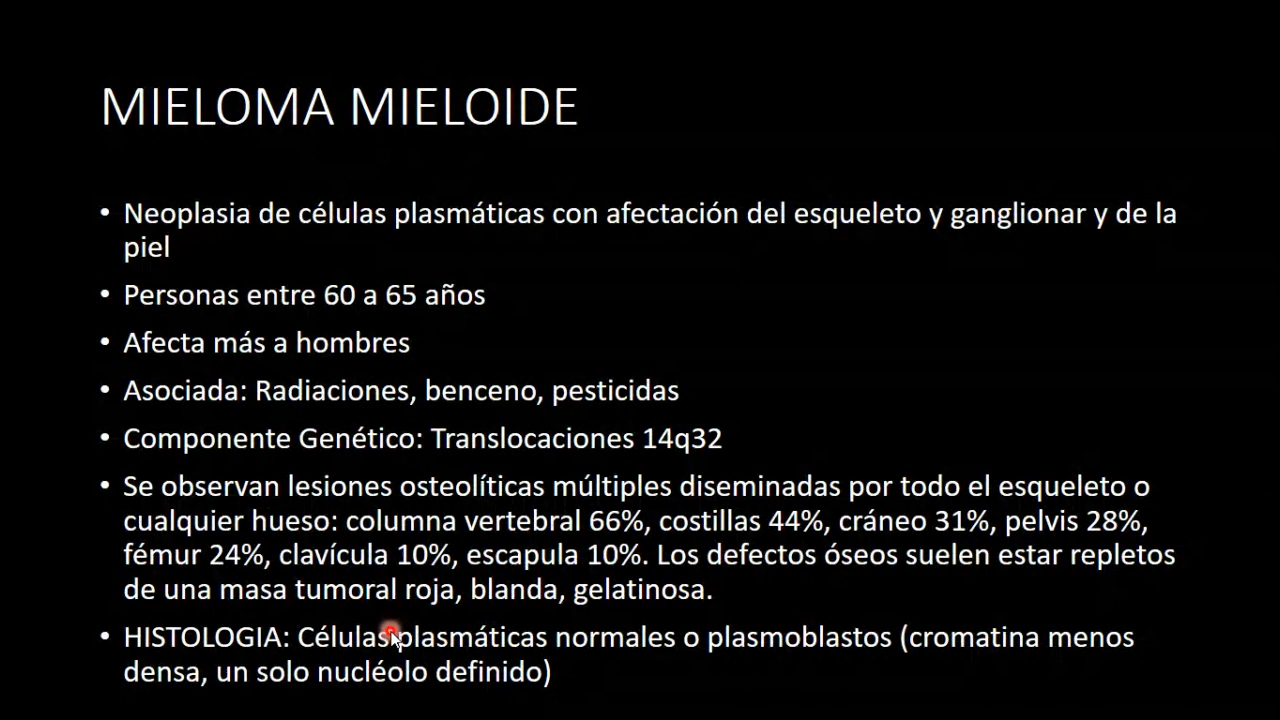 MIELOMA MIELOIDE
• Neoplasia de células plasmáticas con afectación del esqueleto y ganglionar y de la
piel
• Personas entre 60 a 65 años
• Afecta más a hombres
• Asociada: Radiaciones, benceno, pesticidas
• Componente Genético: Translocaciones 14q32
• Se observan lesiones osteolíticas múltiples diseminadas por todo el esqueleto o
cualquier hueso: columna vertebral 66%, costillas 44%, cráneo 31%, pelvis 28%,
fémur 24%, clavícula 10%, escapula 10%. Los defectos óseos suelen estar repletos
de una masa tumoral roja, blanda, gelatinosa.
• HISTOLOGIA: Células plasmáticas normales o plasmoblastos (cromatina menos
densa, un solo nucléolo definido)